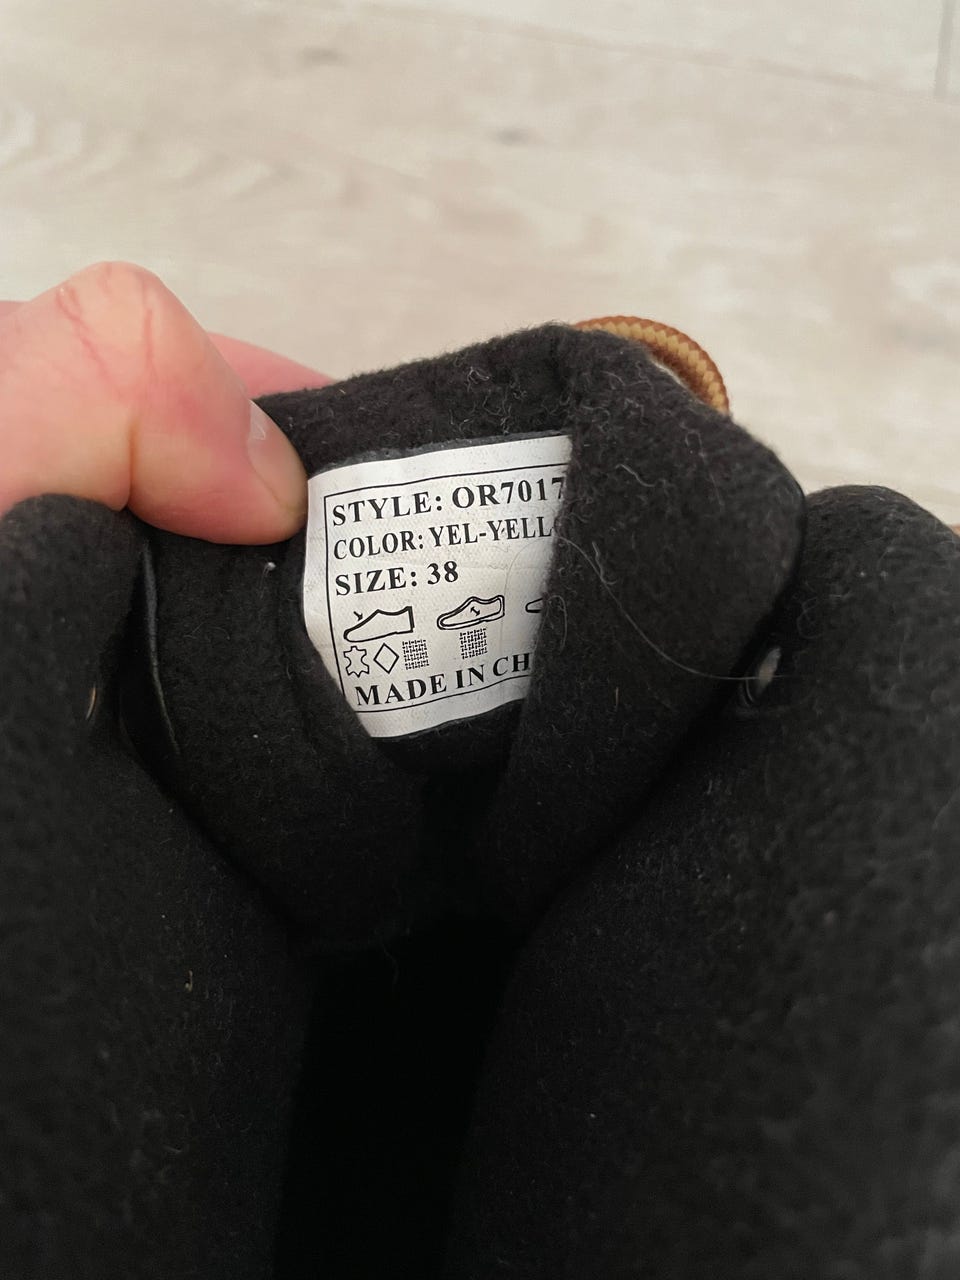 STYLE: OR7017
COLOR: YEL-YELL
SIZE: 38
MADE IN CH